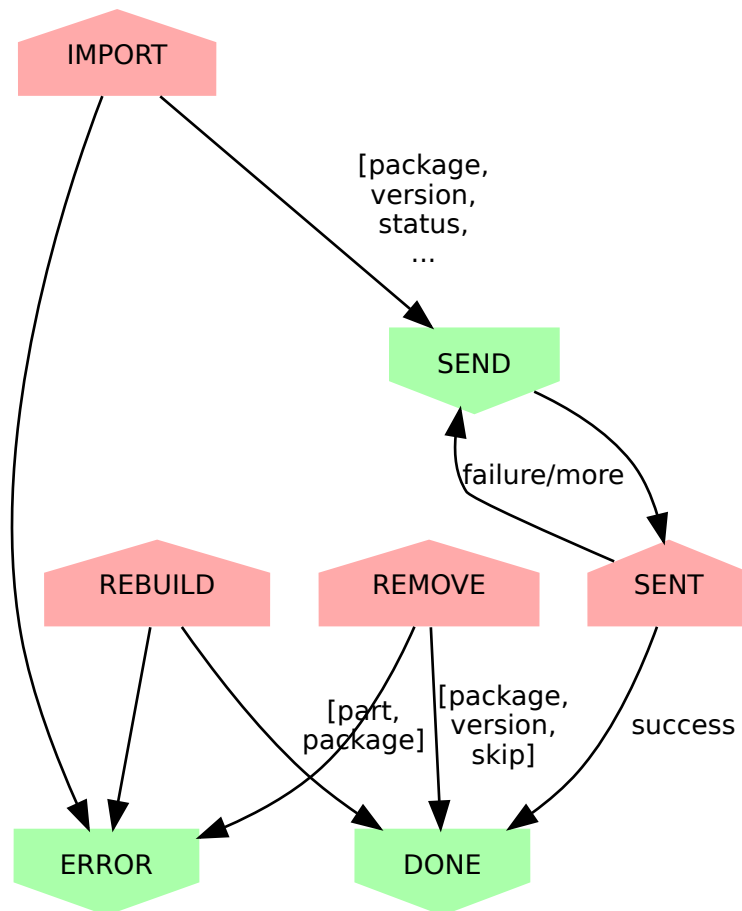 IMPORT
[package,
version,
status,
...
SEND
failure/more
REBUILD
REMOVE
SENT
[part,
package]
[package,
version,
skip]
success
ERROR
DONE